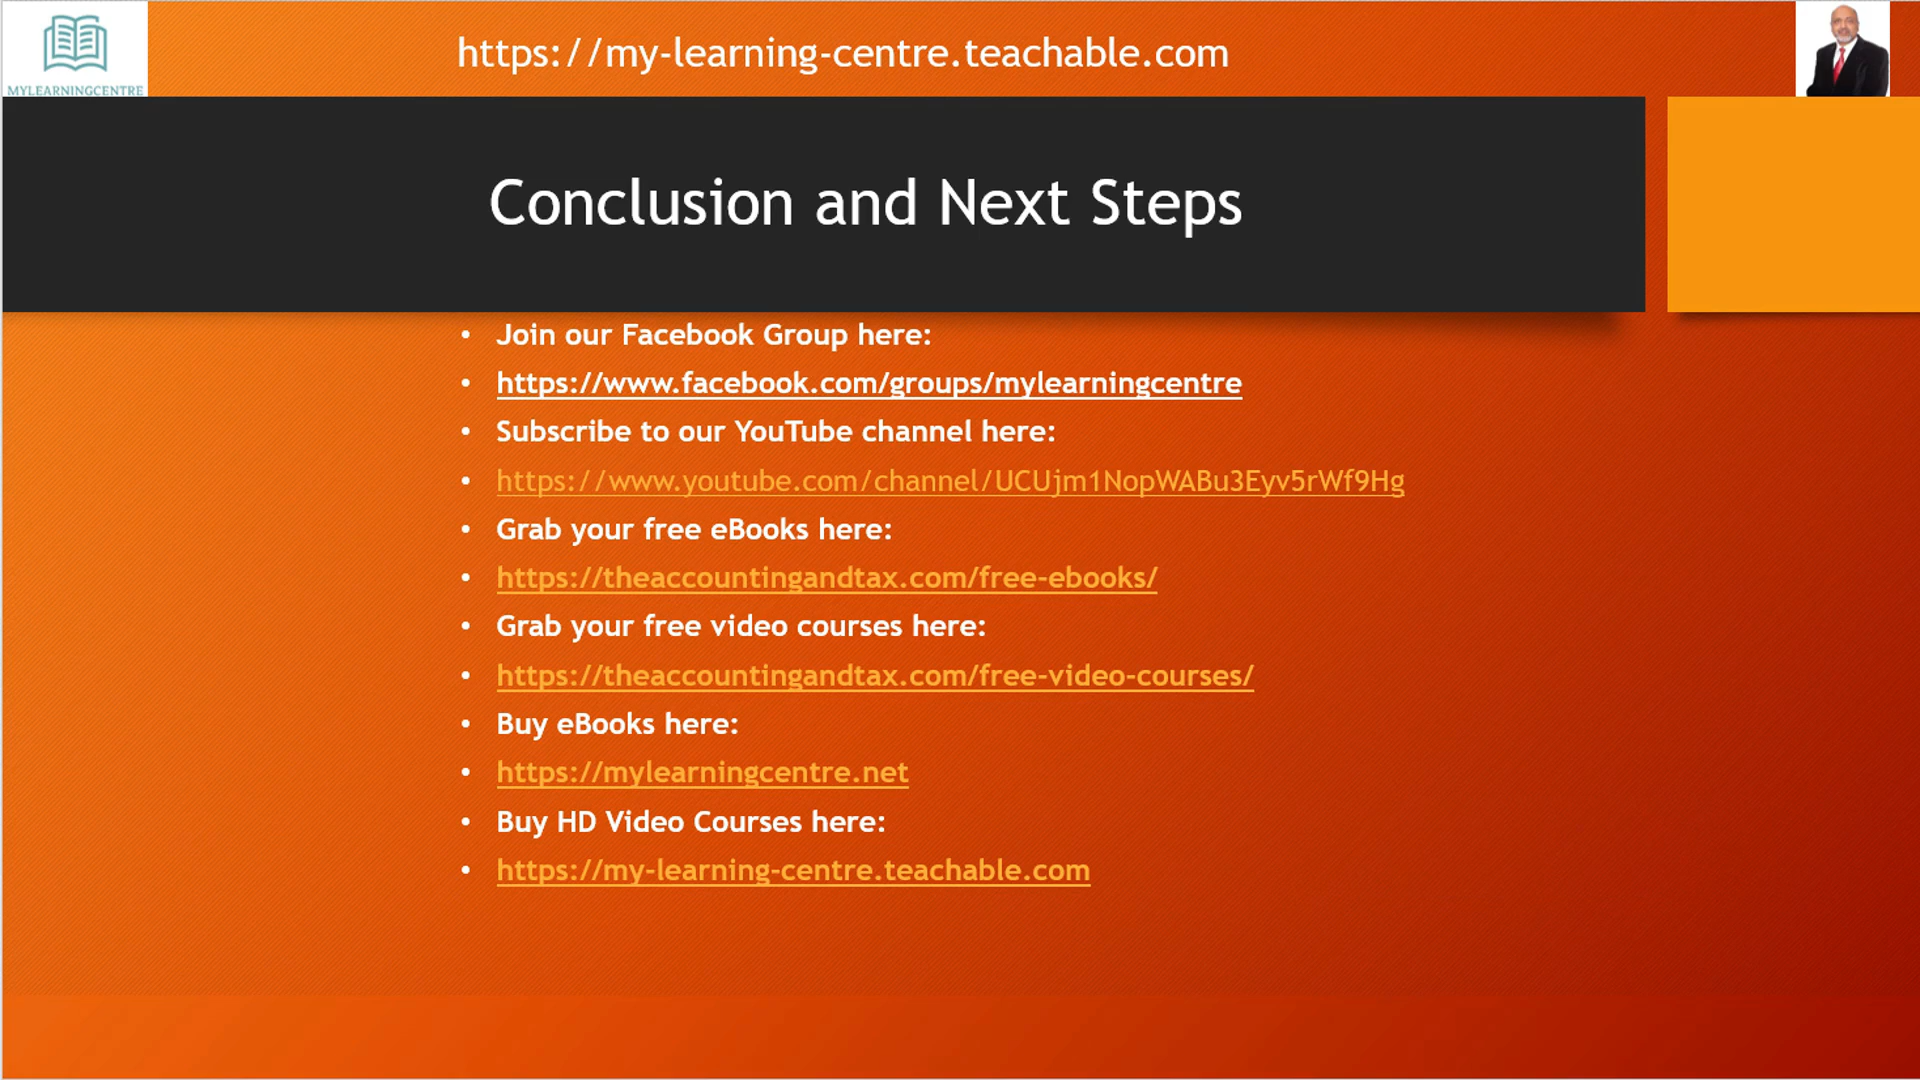 https://my-learning-centre.teachable.com
MYLEARNINGCENTRE
Conclusion and Next Steps
• Join our Facebook Group here:
• https://www.facebook.com/groups/mylearningcentre
• Subscribe to our YouTube channel here:
• https://www.youtube.com/channel/UCUjm1NopWABu3Eyv5rWf9Hg
• Grab your free eBooks here:
• https://theaccountingandtax.com/free-ebooks/
• Grab your free video courses here:
• https://theaccountingandtax.com/free-video-courses/
• Buy eBooks here:
• https://mylearningcentre.net
• Buy HD Video Courses here:
• https://my-learning-centre.teachable.com